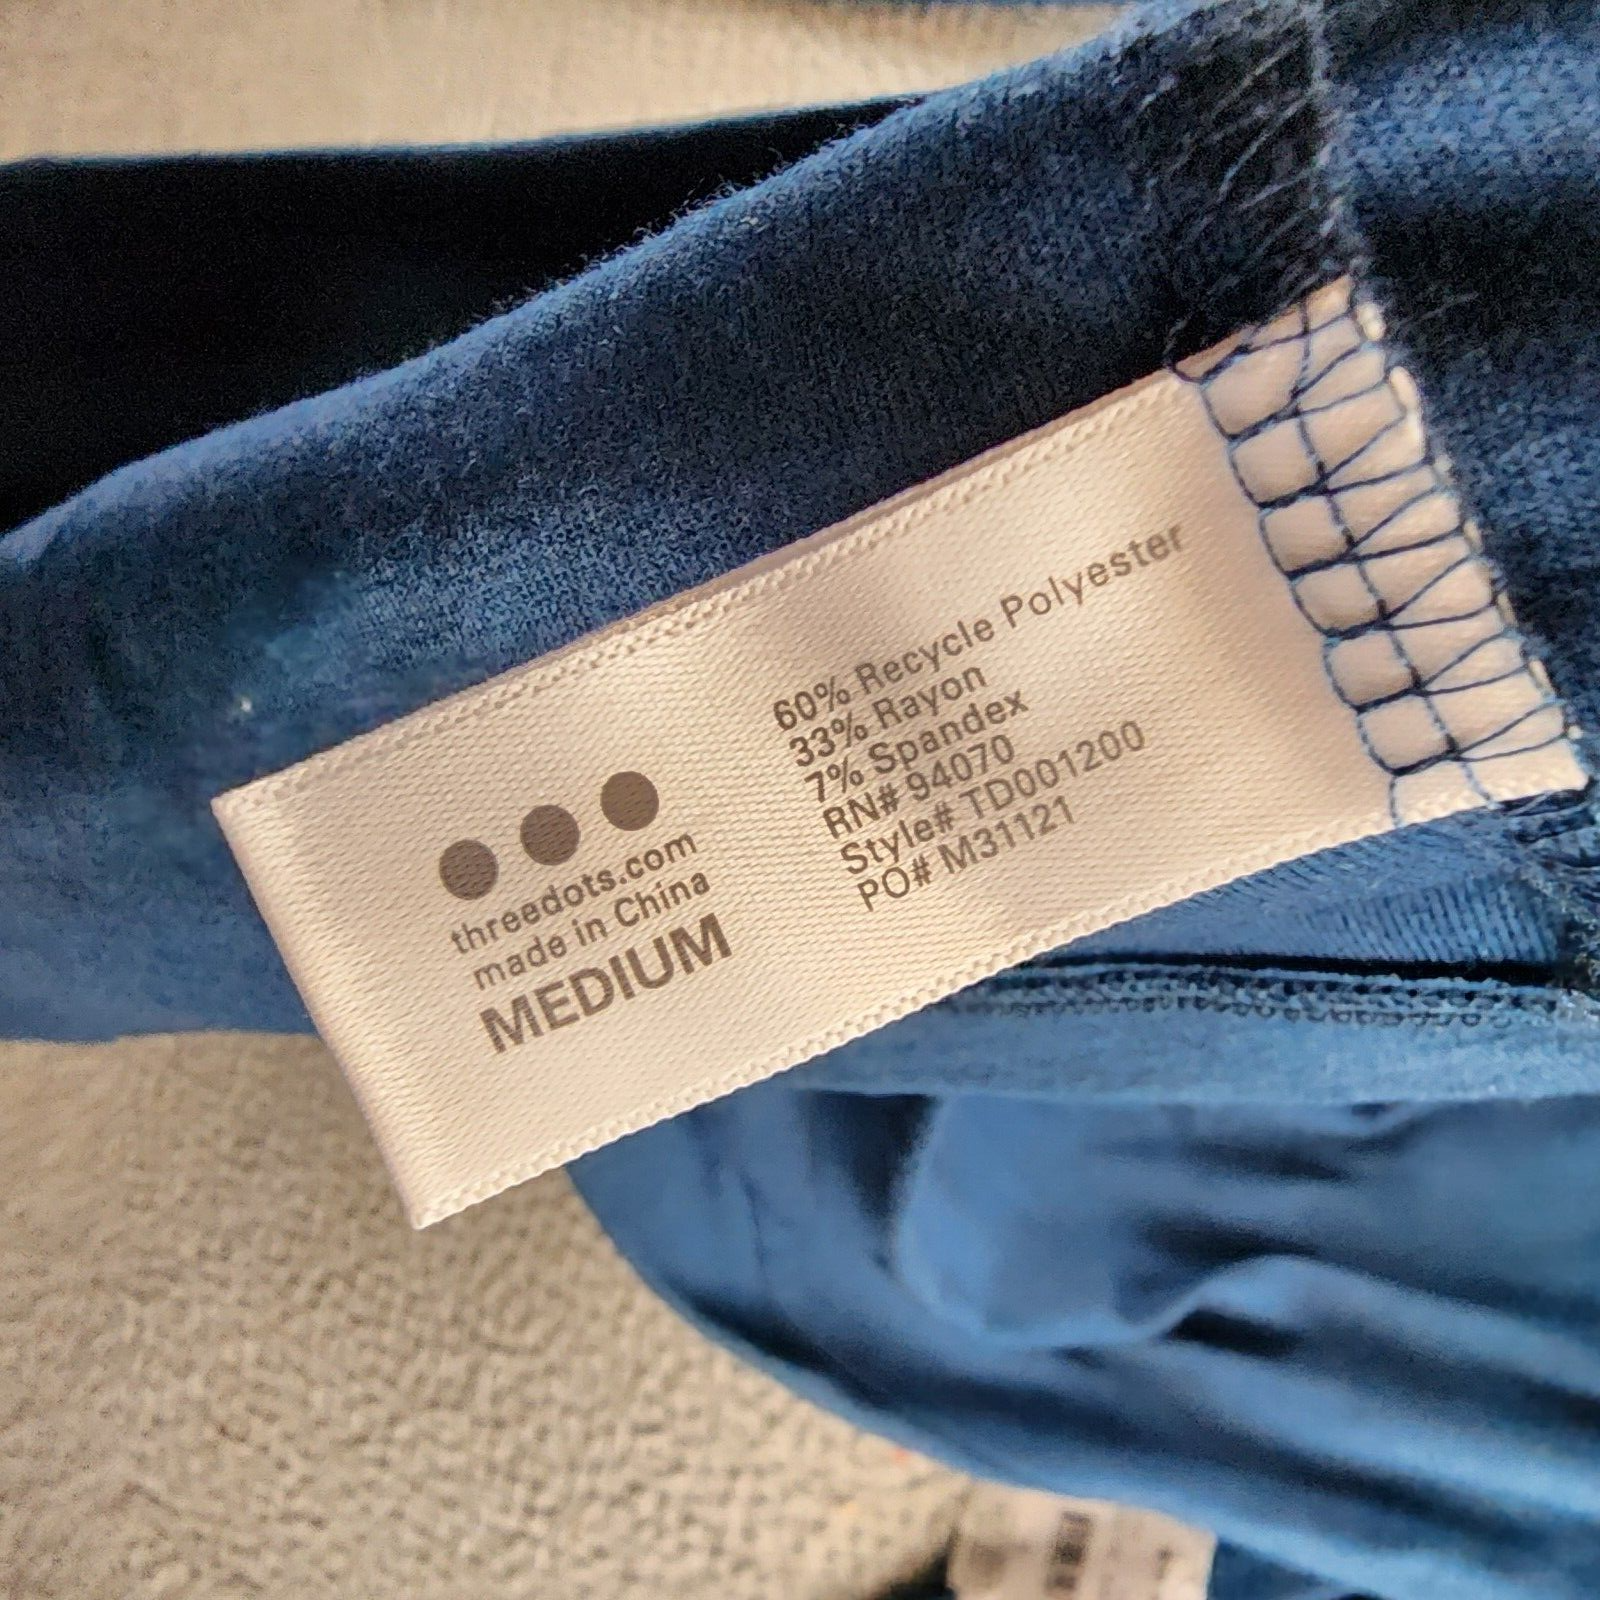 threedots.com
made in China
MEDIUM
60% Recycle Polyester
33% Rayon
7% Spandex
RN# 94070
Style# TD001200
PO# M31121